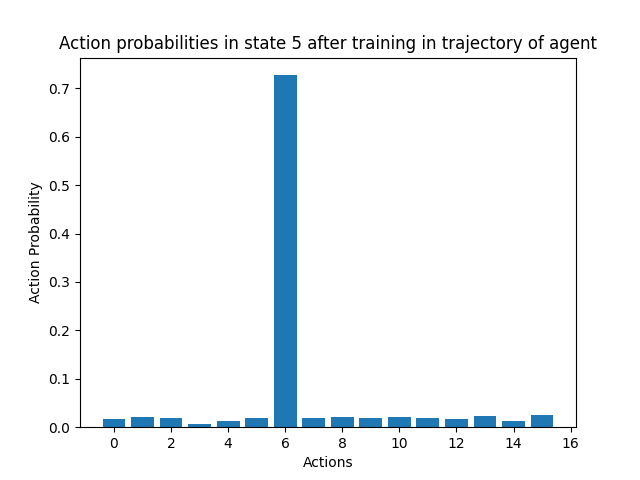 Action probabilities in state 5 after training in trajectory of agent
Action Probability
0.7
0.6
0.5
0.4
0.3
0.2
0.1
0.0
0 2 4 6 8 10 12 14 16
Actions